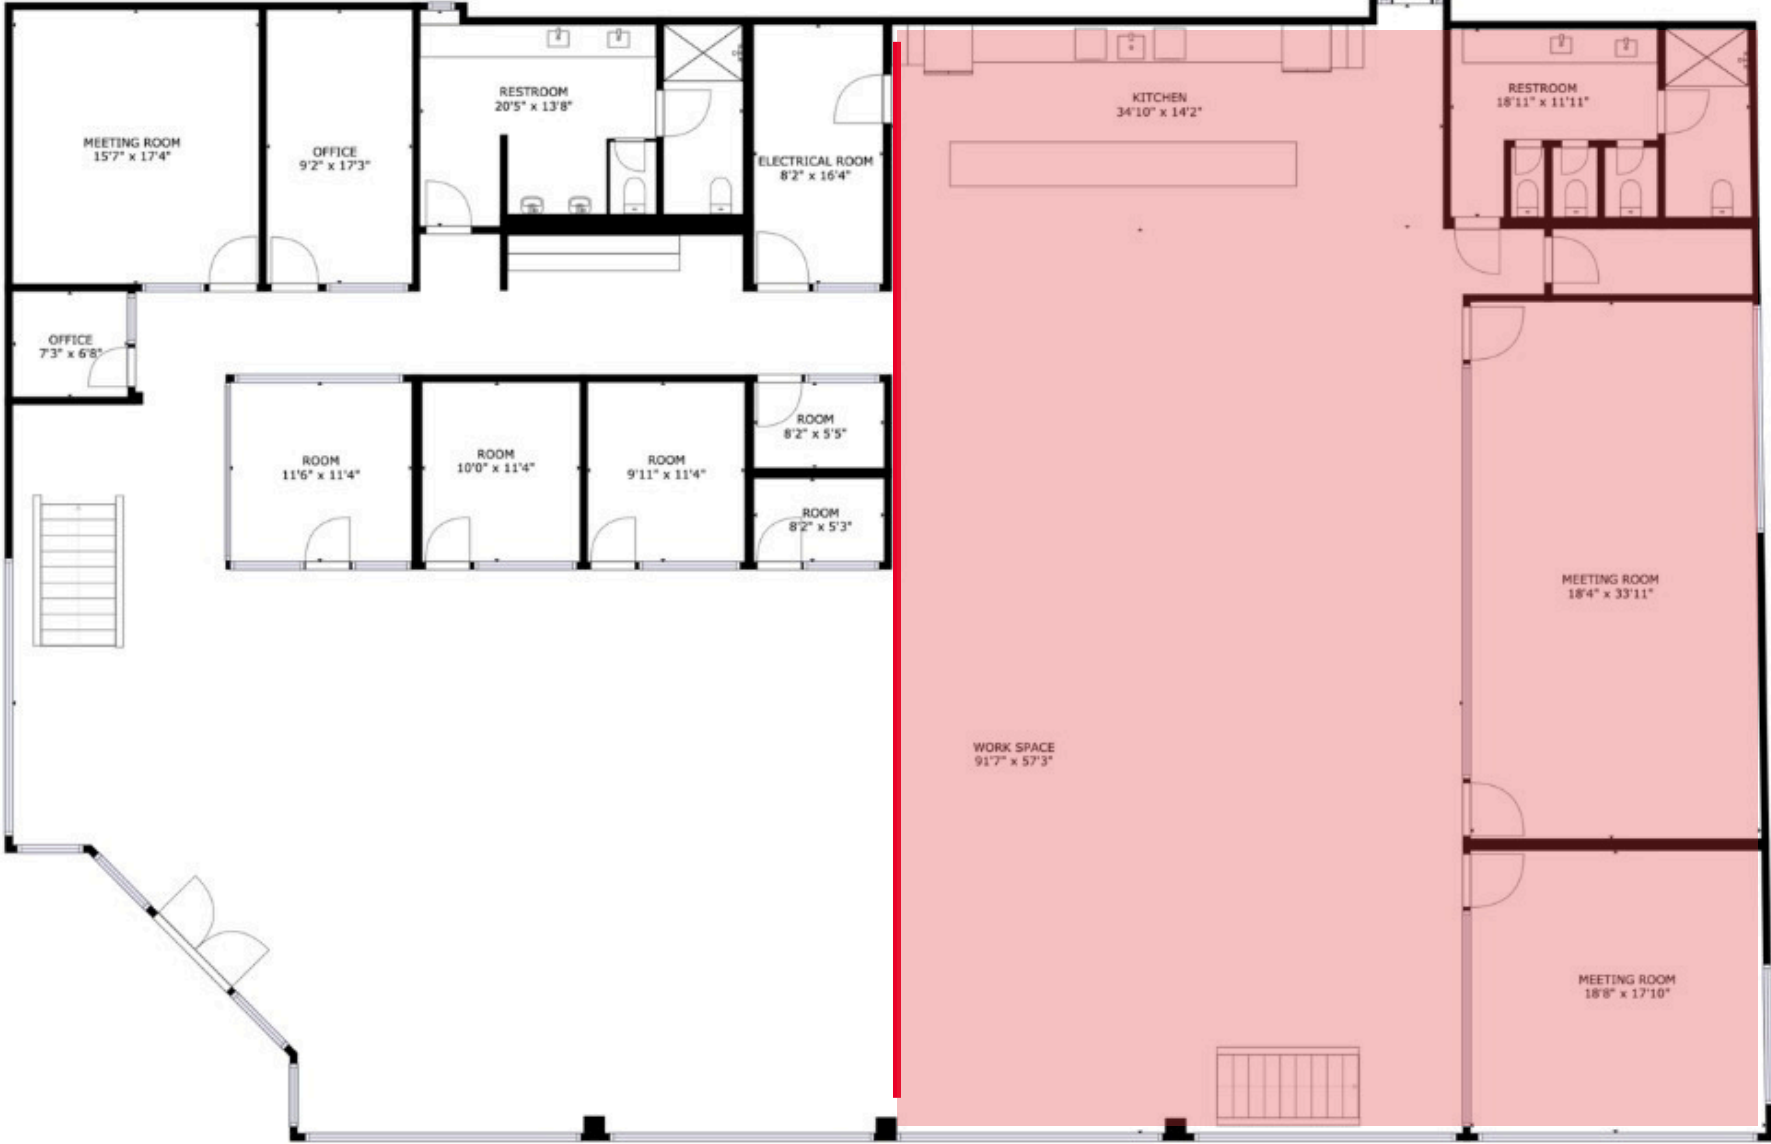 MEETING ROOM
15'7" x 17'4"
OFFICE
9'2" x 17'3"
RESTROOM
20'5" x 13'8"
ELECTRICAL ROOM
8'2" x 16'4"
KITCHEN
34'10" x 14'2"
RESTROOM
18'11" x 11'11"
OFFICE
7'3" x 6'8"
ROOM
11'6" x 11'4"
ROOM
10'0" x 11'4"
ROOM
9'11" x 11'4"
ROOM
8'2" x 5'5"
ROOM
8'2" x 5'3"
MEETING ROOM
18'4" x 33'11"
WORK SPACE
91'7" x 57'3"
MEETING ROOM
18'8" x 17'10"